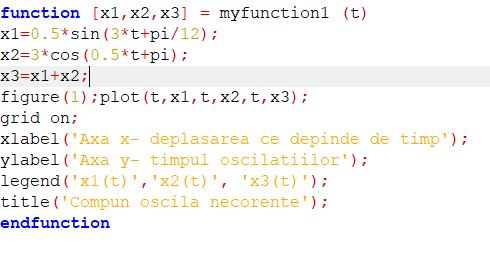 function [x1,x2,x3] = myfunction1 (t)
x1=0.5*sin(3*t+pi/12);
x2=3*cos(0.5*t+pi);
x3=x1+x2;
figure(1);plot(t,x1,t,x2,t,x3);
grid on;
xlabel('Axa x- deplasarea ce depinde de timp');
ylabel('Axa y- timpul oscilatiilor');
legend('x1(t)','x2(t)', 'x3(t)');
title('Compun oscila necorente');
endfunction